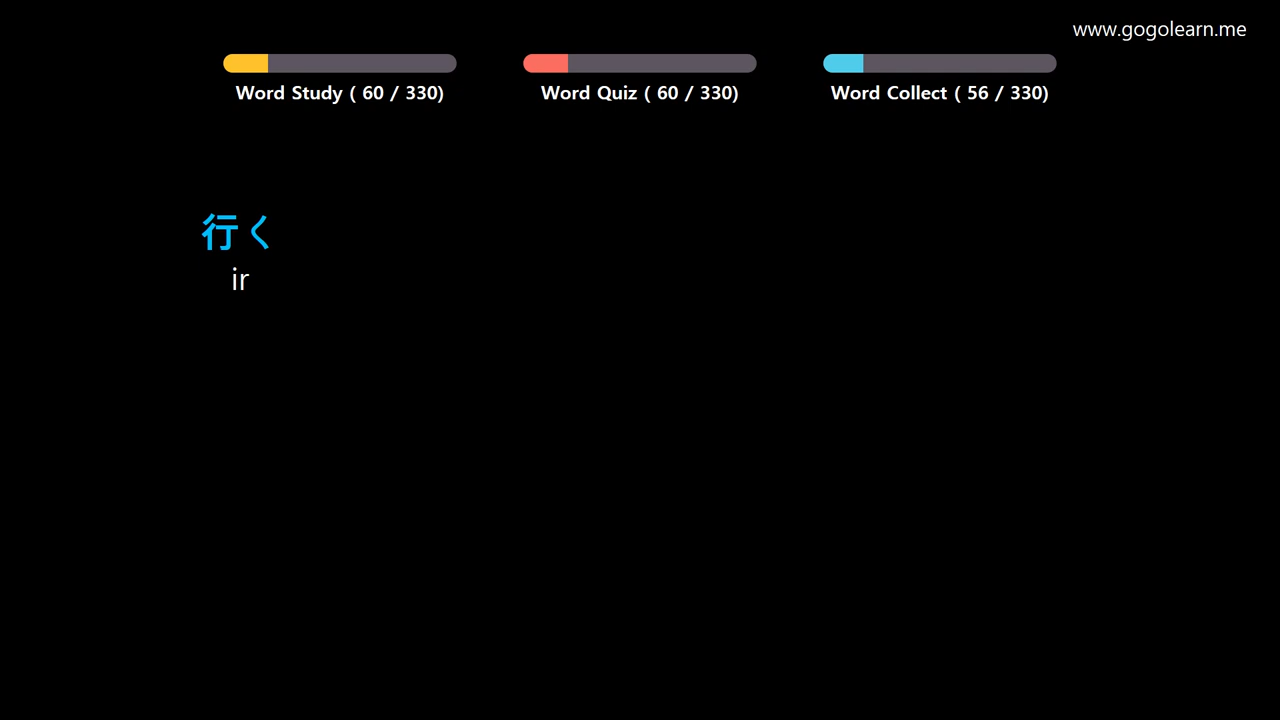 www.gogolearn.me
Word Study ( 60 / 330)
Word Quiz ( 60 / 330)
Word Collect ( 56 / 330)
行く
ir